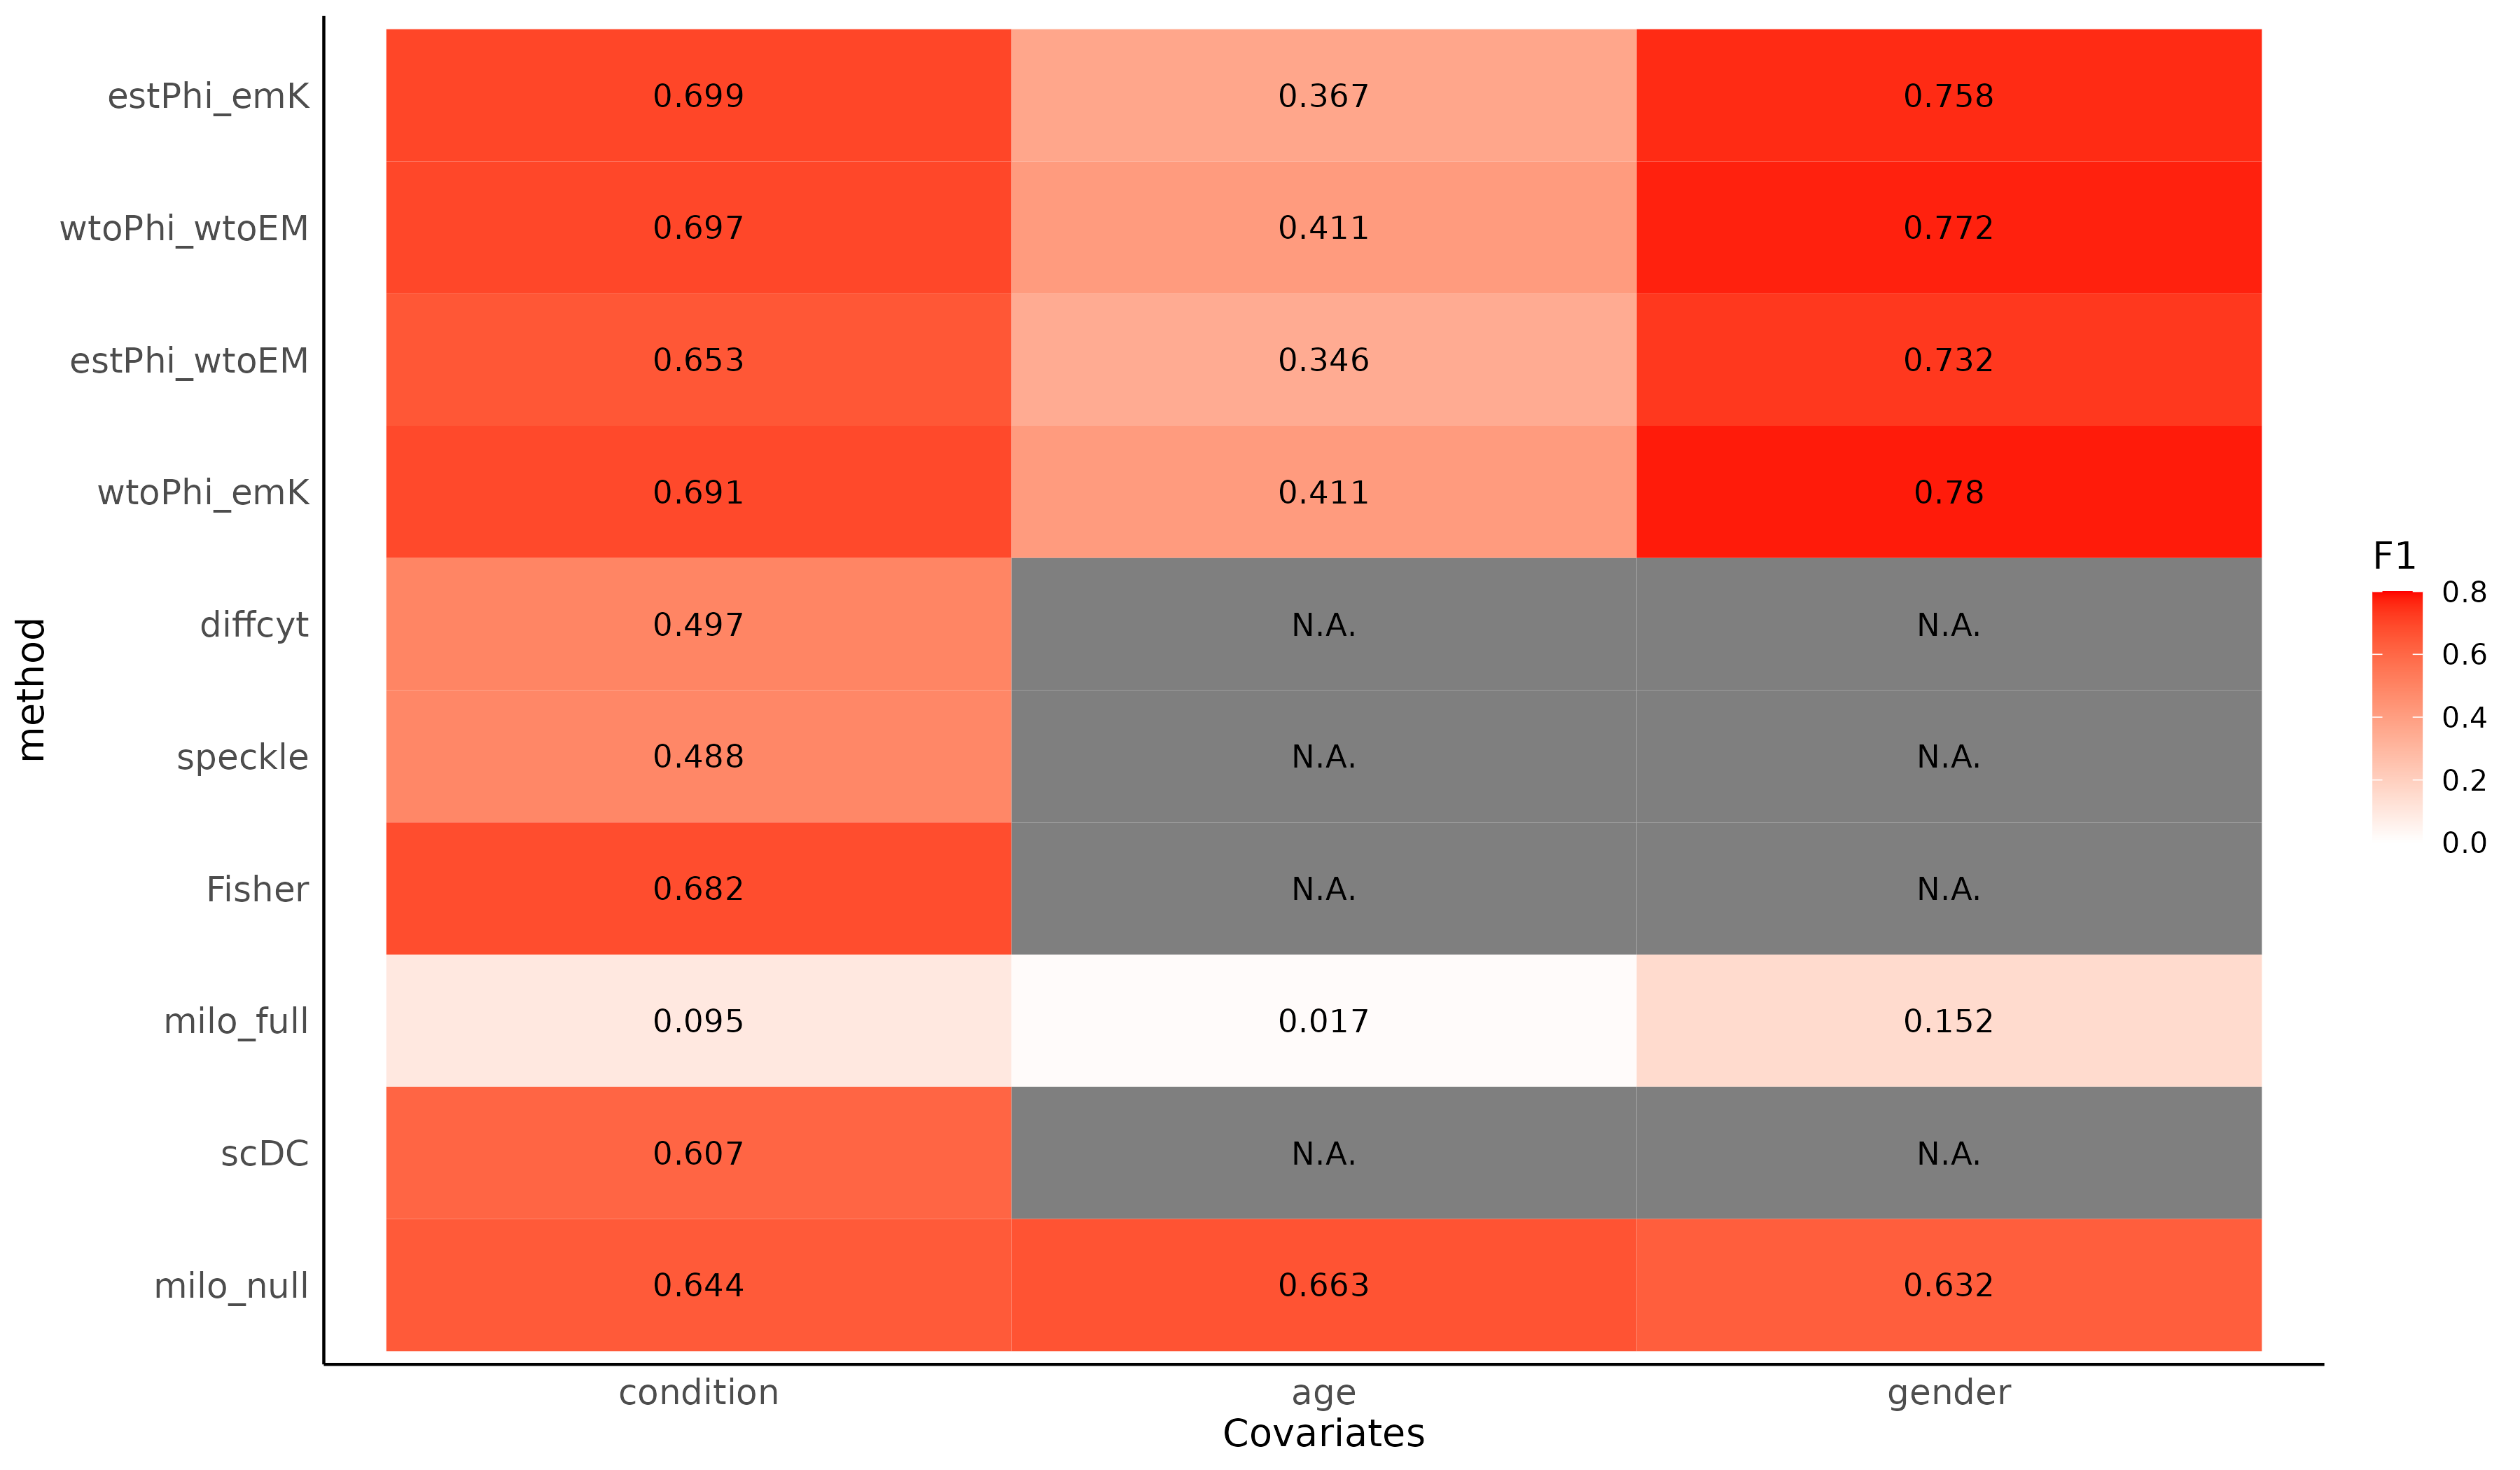 estPhi_emK 0.699 0.367 0.758
wtoPhi_wtoEM 0.697 0.411 0.772
estPhi_wtoEM 0.653 0.346 0.732
wtoPhi_emK 0.691 0.411 0.78
diffcyt 0.497 N.A. N.A.
speckle 0.488 N.A. N.A.
Fisher 0.682 N.A. N.A.
milo_full 0.095 0.017 0.152
scDC 0.607 N.A. N.A.
milo_null 0.644 0.663 0.632
condition age gender
Covariates
method
F1
0.8
0.6
0.4
0.2
0.0